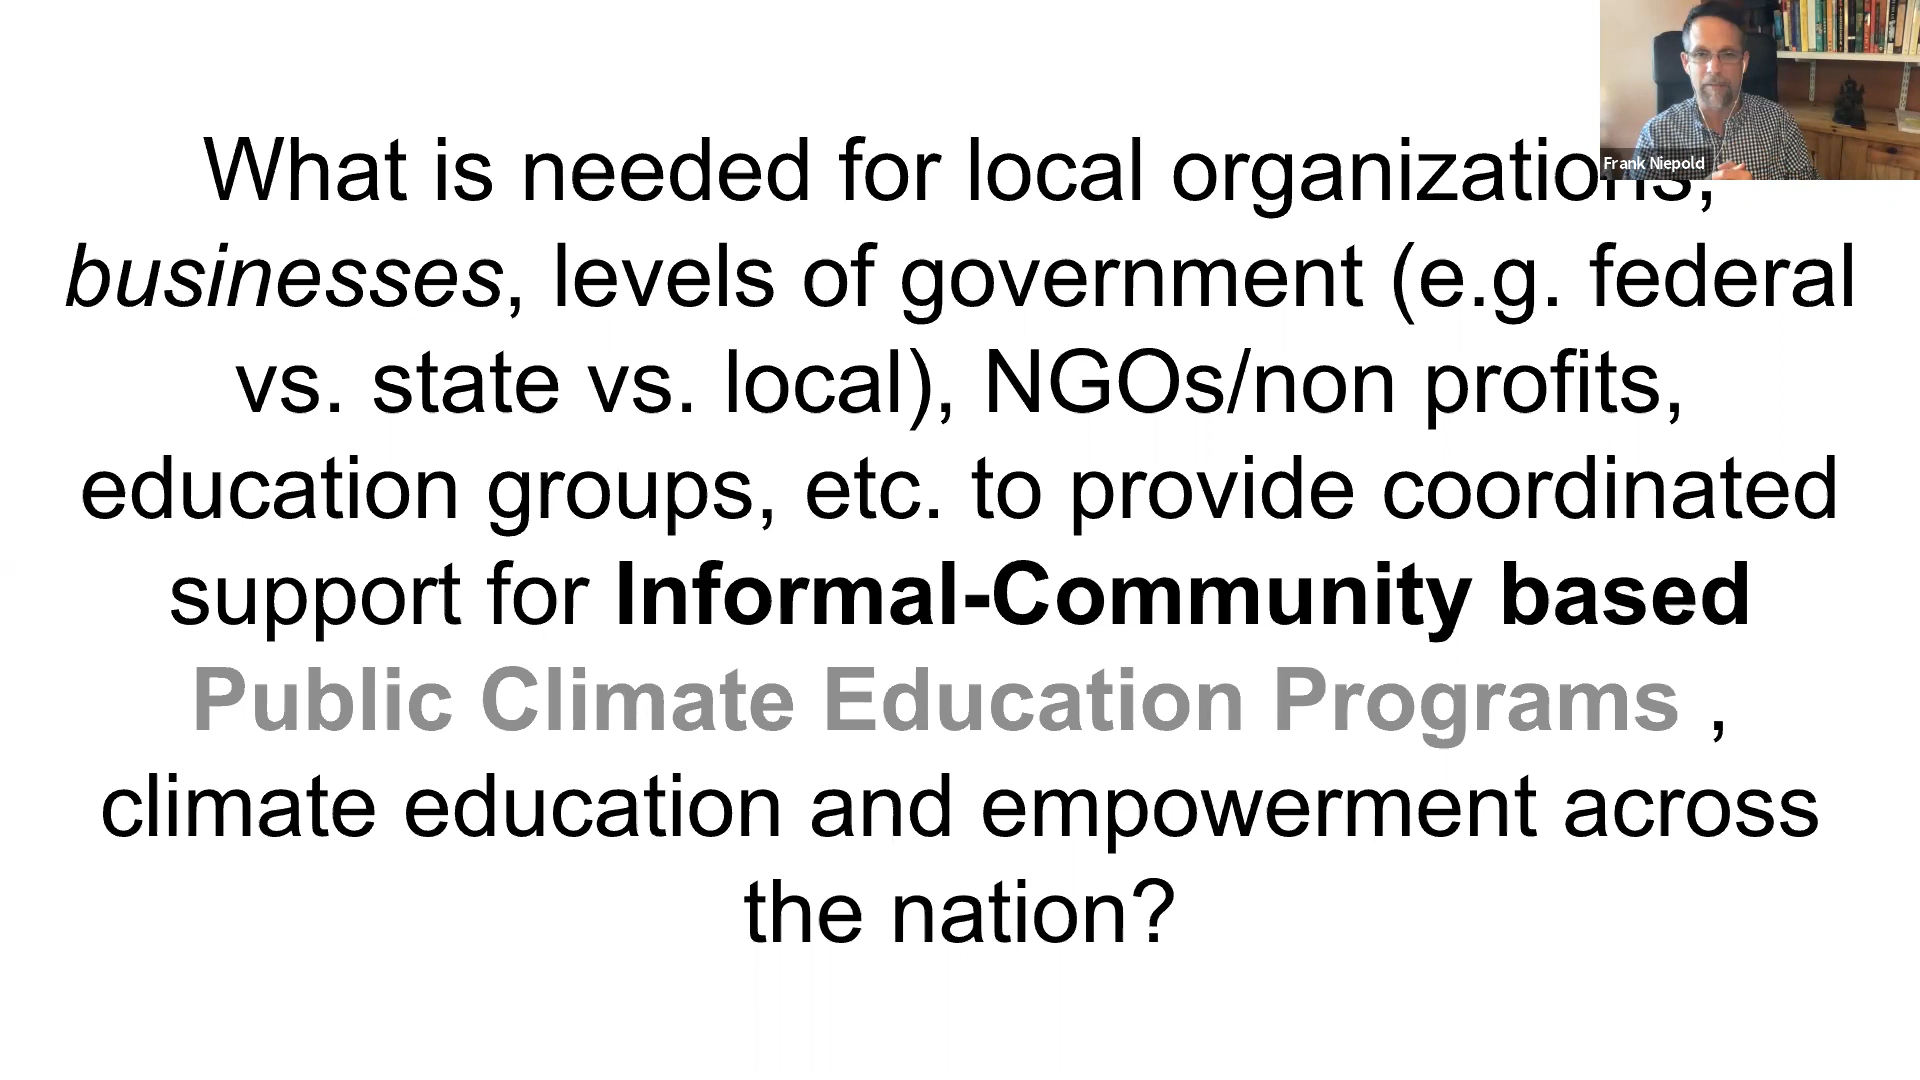 What is needed for local organizations,
businesses, levels of government (e.g. federal
vs. state vs. local), NGOs/non profits,
education groups, etc. to provide coordinated
support for Informal-Community based
Public Climate Education Programs ,
climate education and empowerment across
the nation?
Frank Niepold